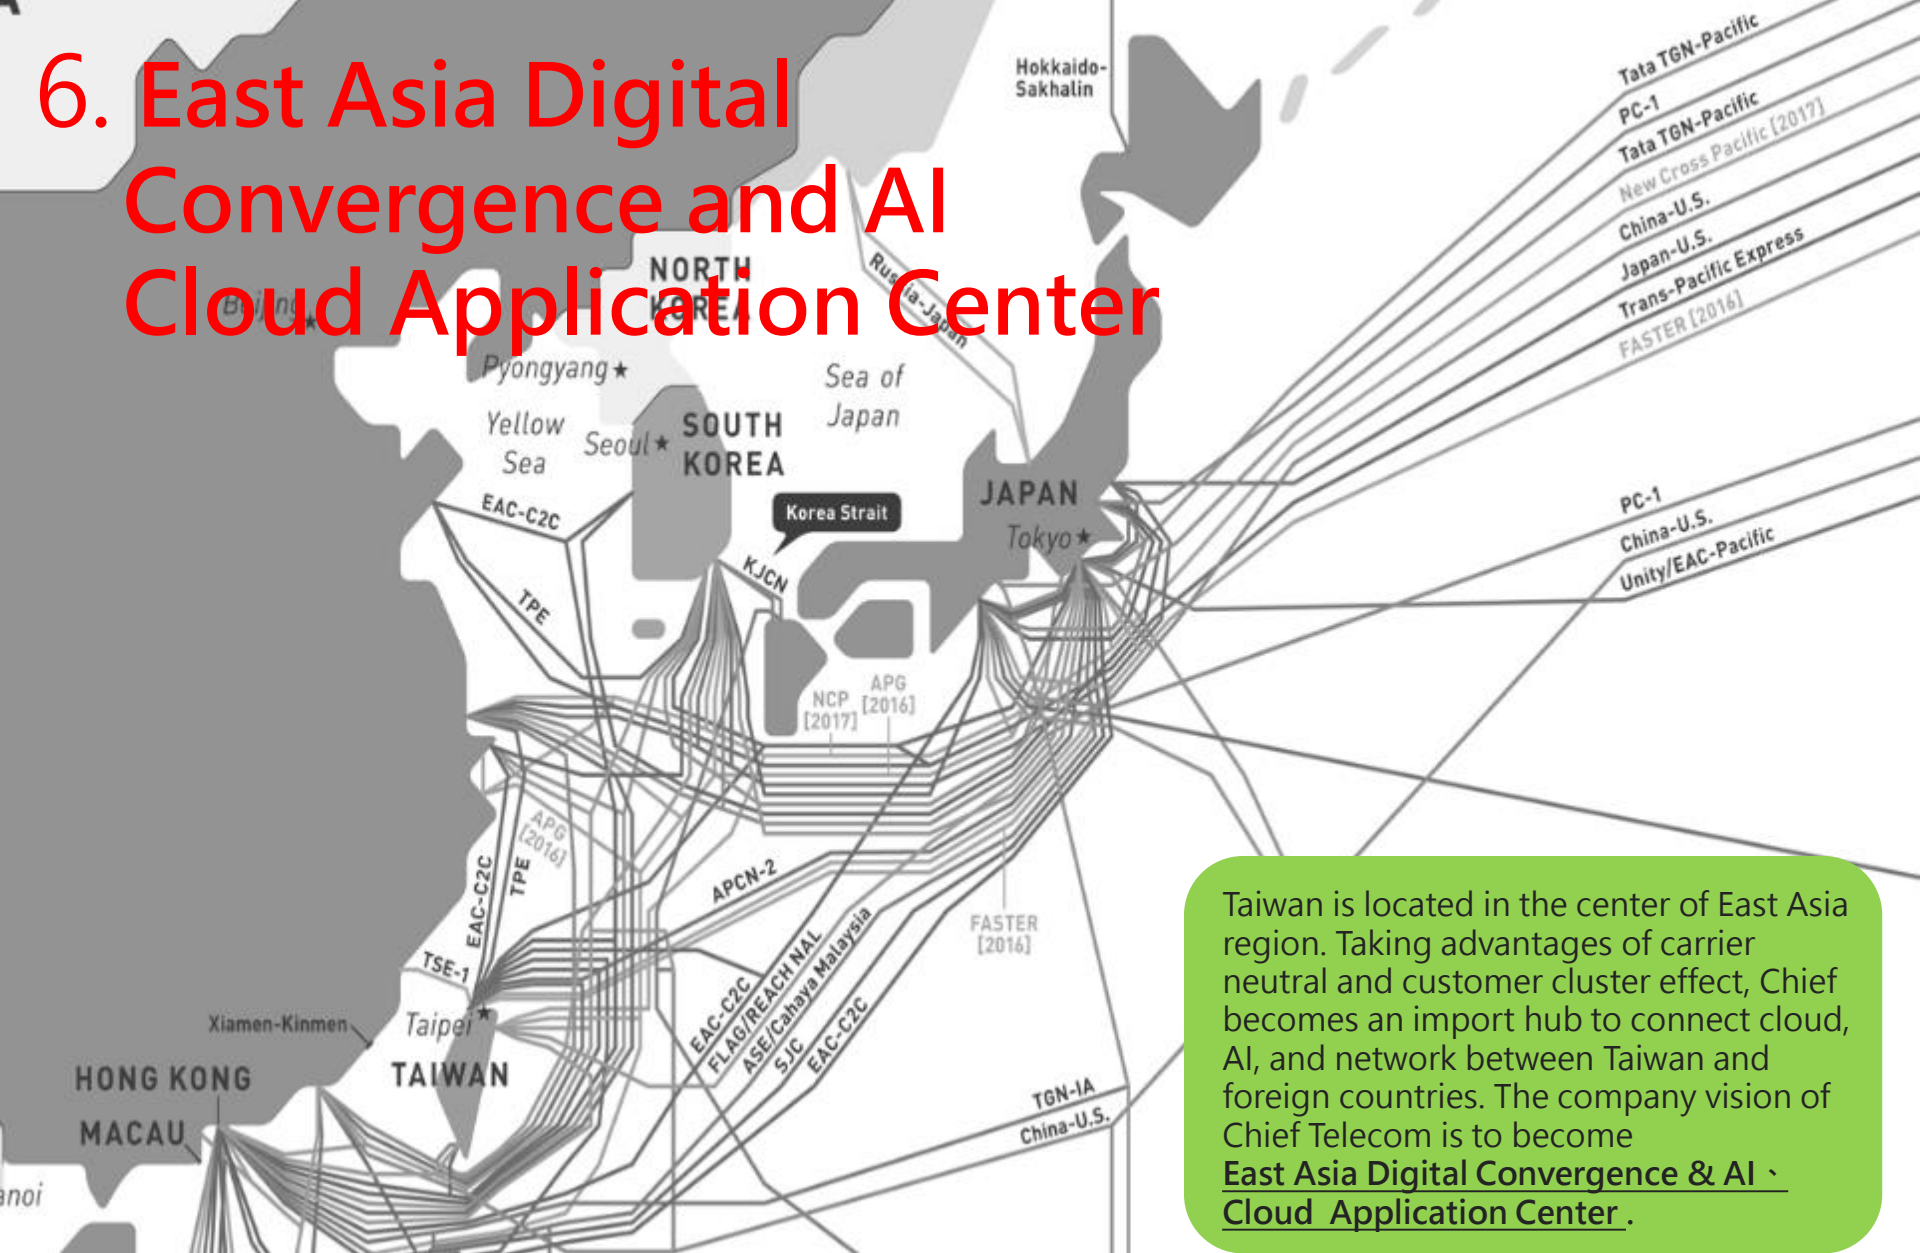 6. East Asia Digital
Convergence and AI
Cloud Application Center
Hokkaido-
Sakhalin
Tata TGN-Pacific
PC-1
Tata TGN-Pacific
New Cross Pacific [2017]
China-U.S.
Japan-U.S.
Trans-Pacific Express
FASTER [2016]
Beijing
NORTH
KOREA
Russia-Japan
Pyongyang
Sea of
Japan
Yellow
Sea
Seoul
SOUTH
KOREA
JAPAN
Tokyo
Korea Strait
EAC-C2C
KJCN
TPE
PC-1
China-U.S.
Unity/EAC-Pacific
NCP
[2017]
APG
[2016]
APG
[2016]
EAC-C2C
TPE
APCN-2
FASTER
[2016]
TSE-1
Xiamen-Kinmen
Taipei
TAIWAN
HONG KONG
MACAU
anoi
EAC-C2C
FLAG/REACH NAL
ASE/Cahaya Malaysia
SJC
EAC-C2C
TGN-IA
China-U.S.
Taiwan is located in the center of East Asia
region. Taking advantages of carrier
neutral and customer cluster effect, Chief
becomes an import hub to connect cloud,
AI, and network between Taiwan and
foreign countries. The company vision of
Chief Telecom is to become
East Asia Digital Convergence & AI、
Cloud  Application Center .